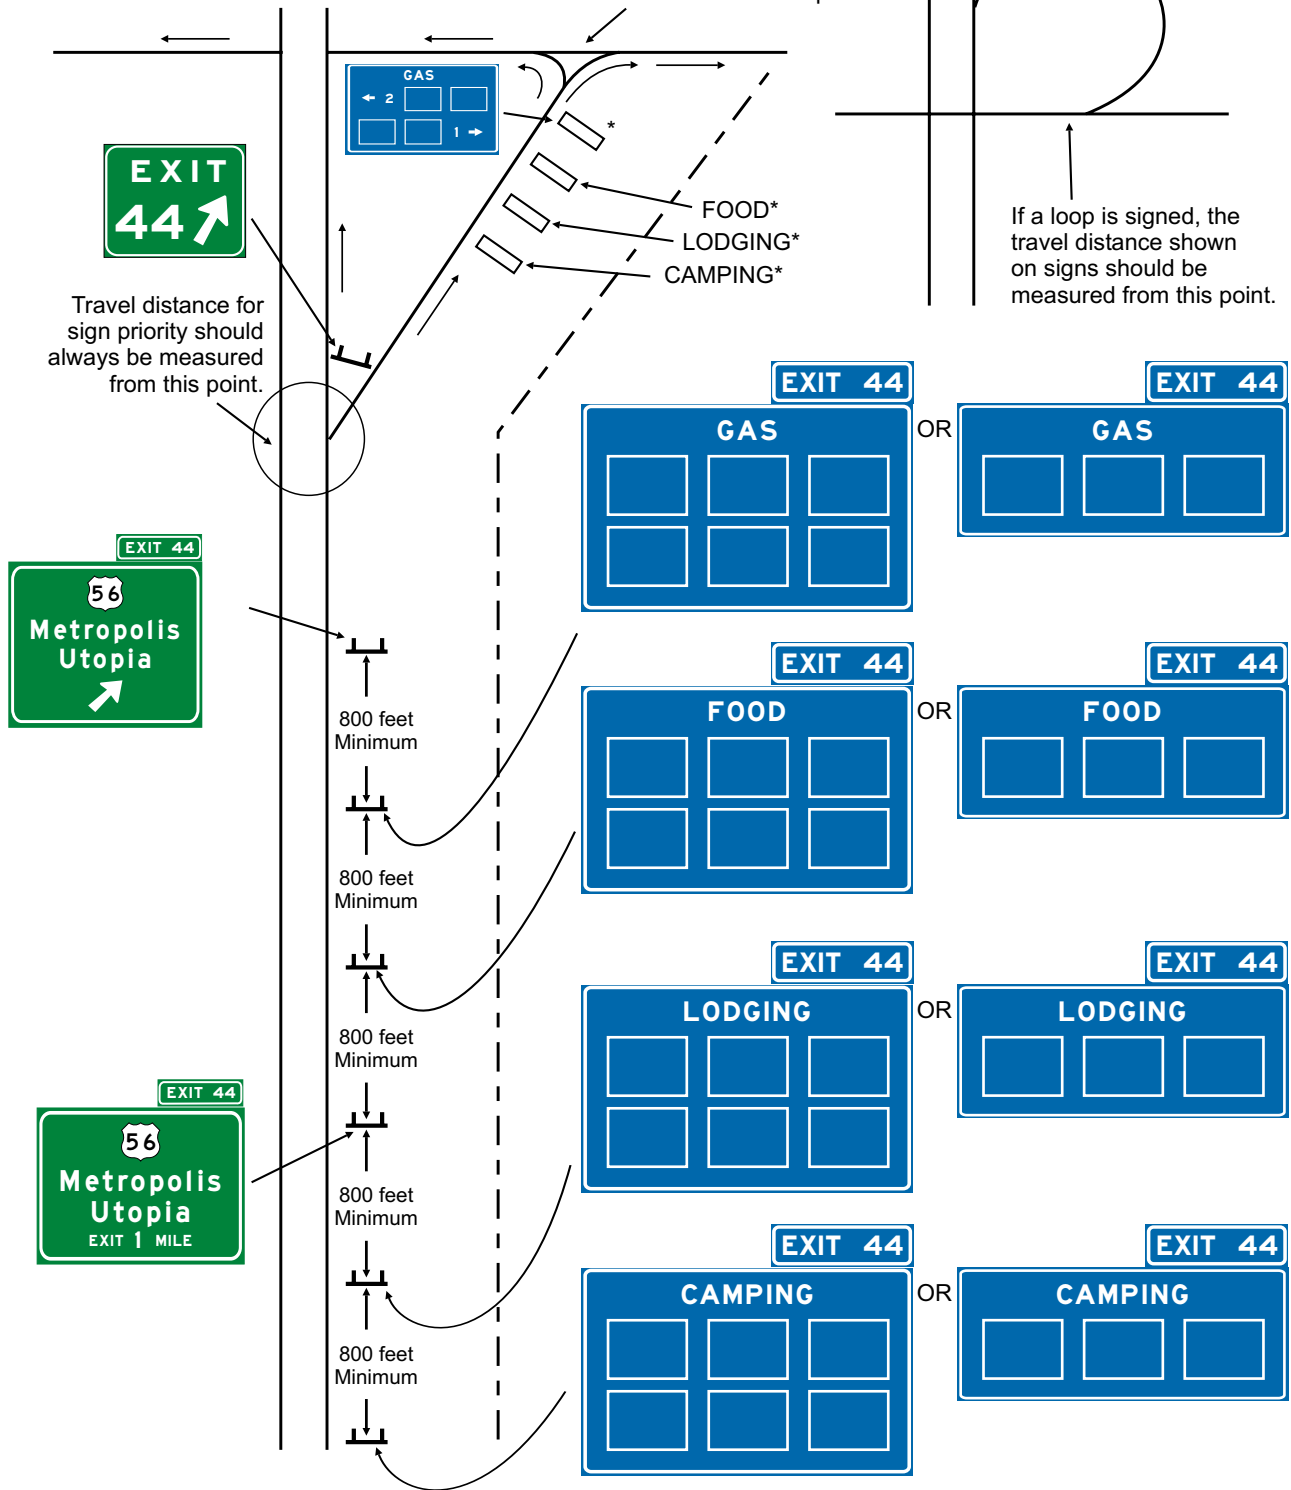 GAS
← 2
1 →
*
EXIT
44
FOOD*
LODGING*
CAMPING*
If a loop is signed, the
travel distance shown
on signs should be
measured from this point.
Travel distance for
sign priority should
always be measured
from this point.
EXIT 44
GAS
OR
EXIT 44
GAS
EXIT 44
56
Metropolis
Utopia
800 feet
Minimum
EXIT 44
FOOD
OR
EXIT 44
FOOD
800 feet
Minimum
EXIT 44
LODGING
OR
EXIT 44
LODGING
800 feet
Minimum
EXIT 44
56
Metropolis
Utopia
EXIT 1 MILE
800 feet
Minimum
EXIT 44
CAMPING
OR
EXIT 44
CAMPING
800 feet
Minimum